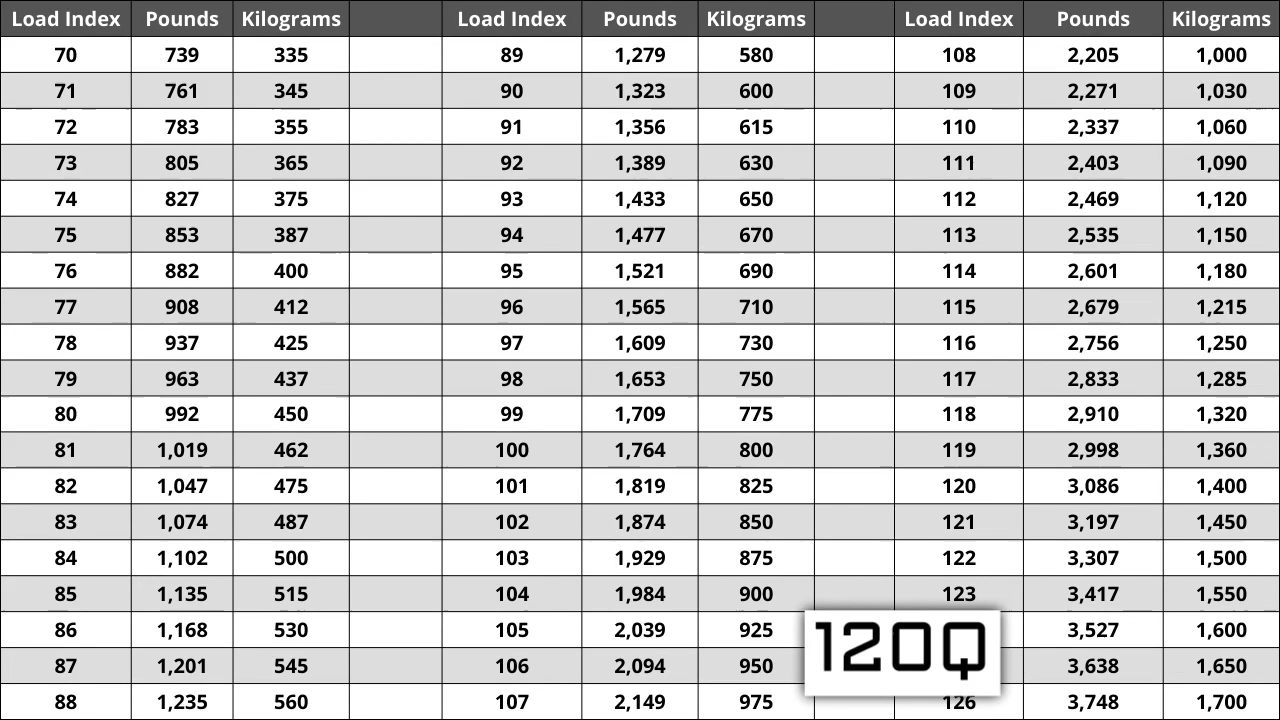 Load Index Pounds Kilograms Load Index Pounds Kilograms Load Index Pounds Kilograms
70 739 335 89 1,279 580 108 2,205 1,000
71 761 345 90 1,323 600 109 2,271 1,030
72 783 355 91 1,356 615 110 2,337 1,060
73 805 365 92 1,389 630 111 2,403 1,090
74 827 375 93 1,433 650 112 2,469 1,120
75 853 387 94 1,477 670 113 2,535 1,150
76 882 400 95 1,521 690 114 2,601 1,180
77 908 412 96 1,565 710 115 2,679 1,215
78 937 425 97 1,609 730 116 2,756 1,250
79 963 437 98 1,653 750 117 2,833 1,285
80 992 450 99 1,709 775 118 2,910 1,320
81 1,019 462 100 1,764 800 119 2,998 1,360
82 1,047 475 101 1,819 825 120 3,086 1,400
83 1,074 487 102 1,874 850 121 3,197 1,450
84 1,102 500 103 1,929 875 122 3,307 1,500
85 1,135 515 104 1,984 900 123 3,417 1,550
86 1,168 530 105 2,039 925 3,527 1,600
120Q
87 1,201 545 106 2,094 950 3,638 1,650
88 1,235 560 107 2,149 975 126 3,748 1,700